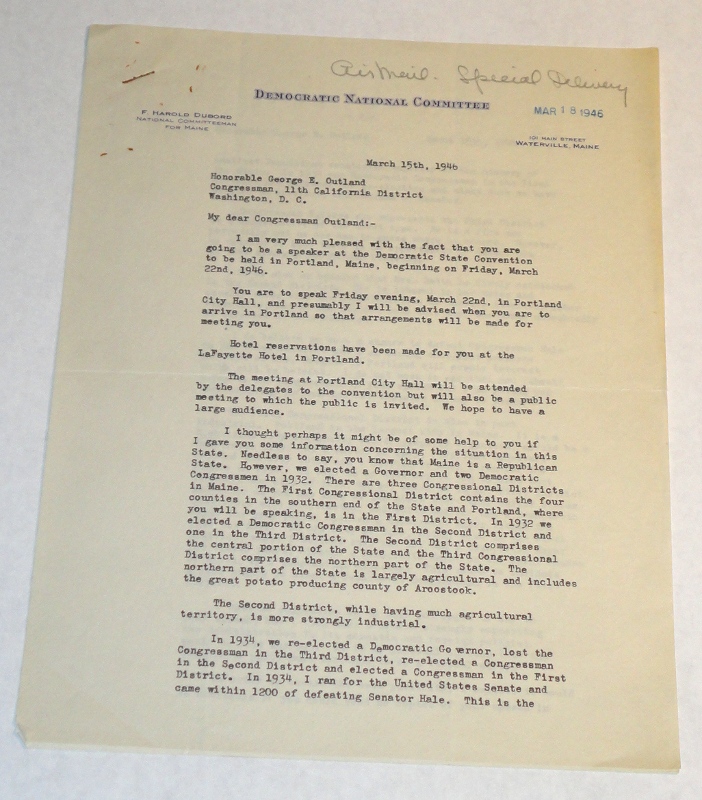 Air Mail. Special Delivery
DEMOCRATIC NATIONAL COMMITTEE
MAR 18 1946
F. HAROLD DUBORD
NATIONAL COMMITTEEMAN
FOR MAINE
101 MAIN STREET
WATERVILLE, MAINE
March 15th, 1946
Honorable George E. Outland
Congressman, 11th California District
Washington, D. C.
My dear Congressman Outland:-
I am very much pleased with the fact that you are
going to be a speaker at the Democratic State Convention
to be held in Portland, Maine, beginning on Friday, March
22nd, 1946.
You are to speak Friday evening, March 22nd, in Portland
City Hall, and presumably I will be advised when you are to
arrive in Portland so that arrangements will be made for
meeting you.
Hotel reservations have been made for you at the
LaFayette Hotel in Portland.
The meeting at Portland City Hall will be attended
by the delegates to the convention but will also be a public
meeting to which the public is invited. We hope to have a
large audience.
I thought perhaps it might be of some help to you if
I gave you some information concerning the situation in this
State. Needless to say, you know that Maine is a Republican
State. However, we elected a Governor and two Democratic
Congressmen in 1932. There are three Congressional Districts
in Maine. The First Congressional District contains the four
counties in the southern end of the State and Portland, where
you will be speaking, is in the First District. In 1932 we
elected a Democratic Congressman in the Second District and
one in the Third District. The Second District comprises
the central portion of the State and the Third Congressional
District comprises the northern part of the State. The
northern part of the State is largely agricultural and includes
the great potato producing county of Aroostook.
The Second District, while having much agricultural
territory, is more strongly industrial.
In 1934, we re-elected a Democratic Governor, lost the
Congressman in the Third District, re-elected a Congressman
in the Second District and elected a Congressman in the First
District. In 1934, I ran for the United States Senate and
came within 1200 of defeating Senator Hale. This is the